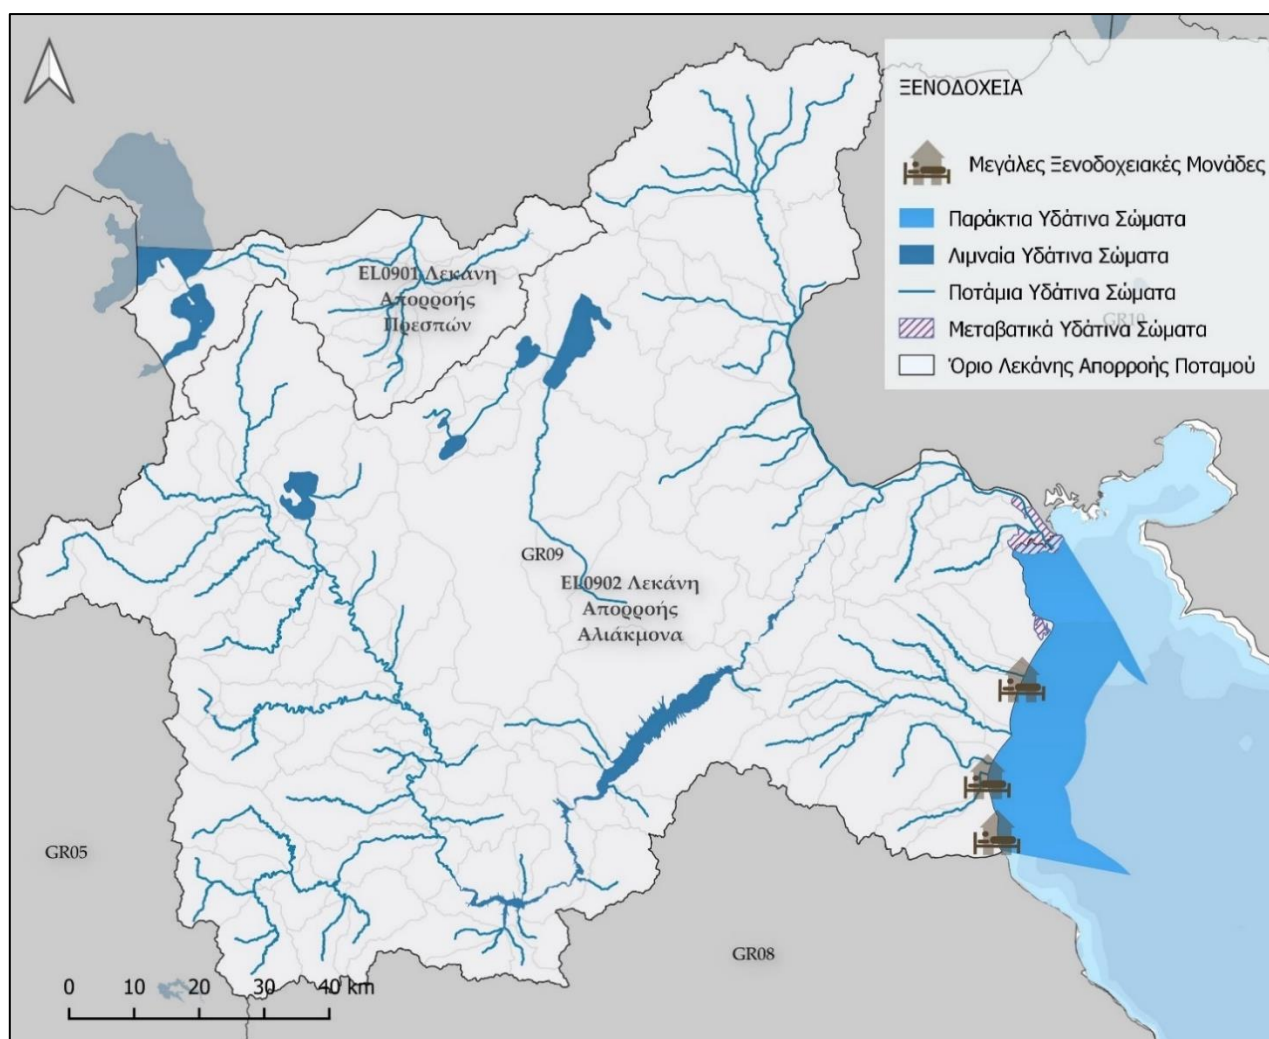 ΞΕΝΟΔΟΧΕΙΑ
Μεγάλες Ξενοδοχειακές Μονάδες
Παράκτια Υδάτινα Σώματα
Λιμναία Υδάτινα Σώματα
Ποτάμια Υδάτινα Σώματα
Μεταβατικά Υδάτινα Σώματα
Όριο Λεκάνης Απορροής Ποταμού
GR10
EL0901 Λεκάνη
Απορροής
Πρεσπών
GR09
EL0902 Λεκάνη
Απορροής
Αλιάκμονα
GR05
GR08
0 10 20 30 40 km